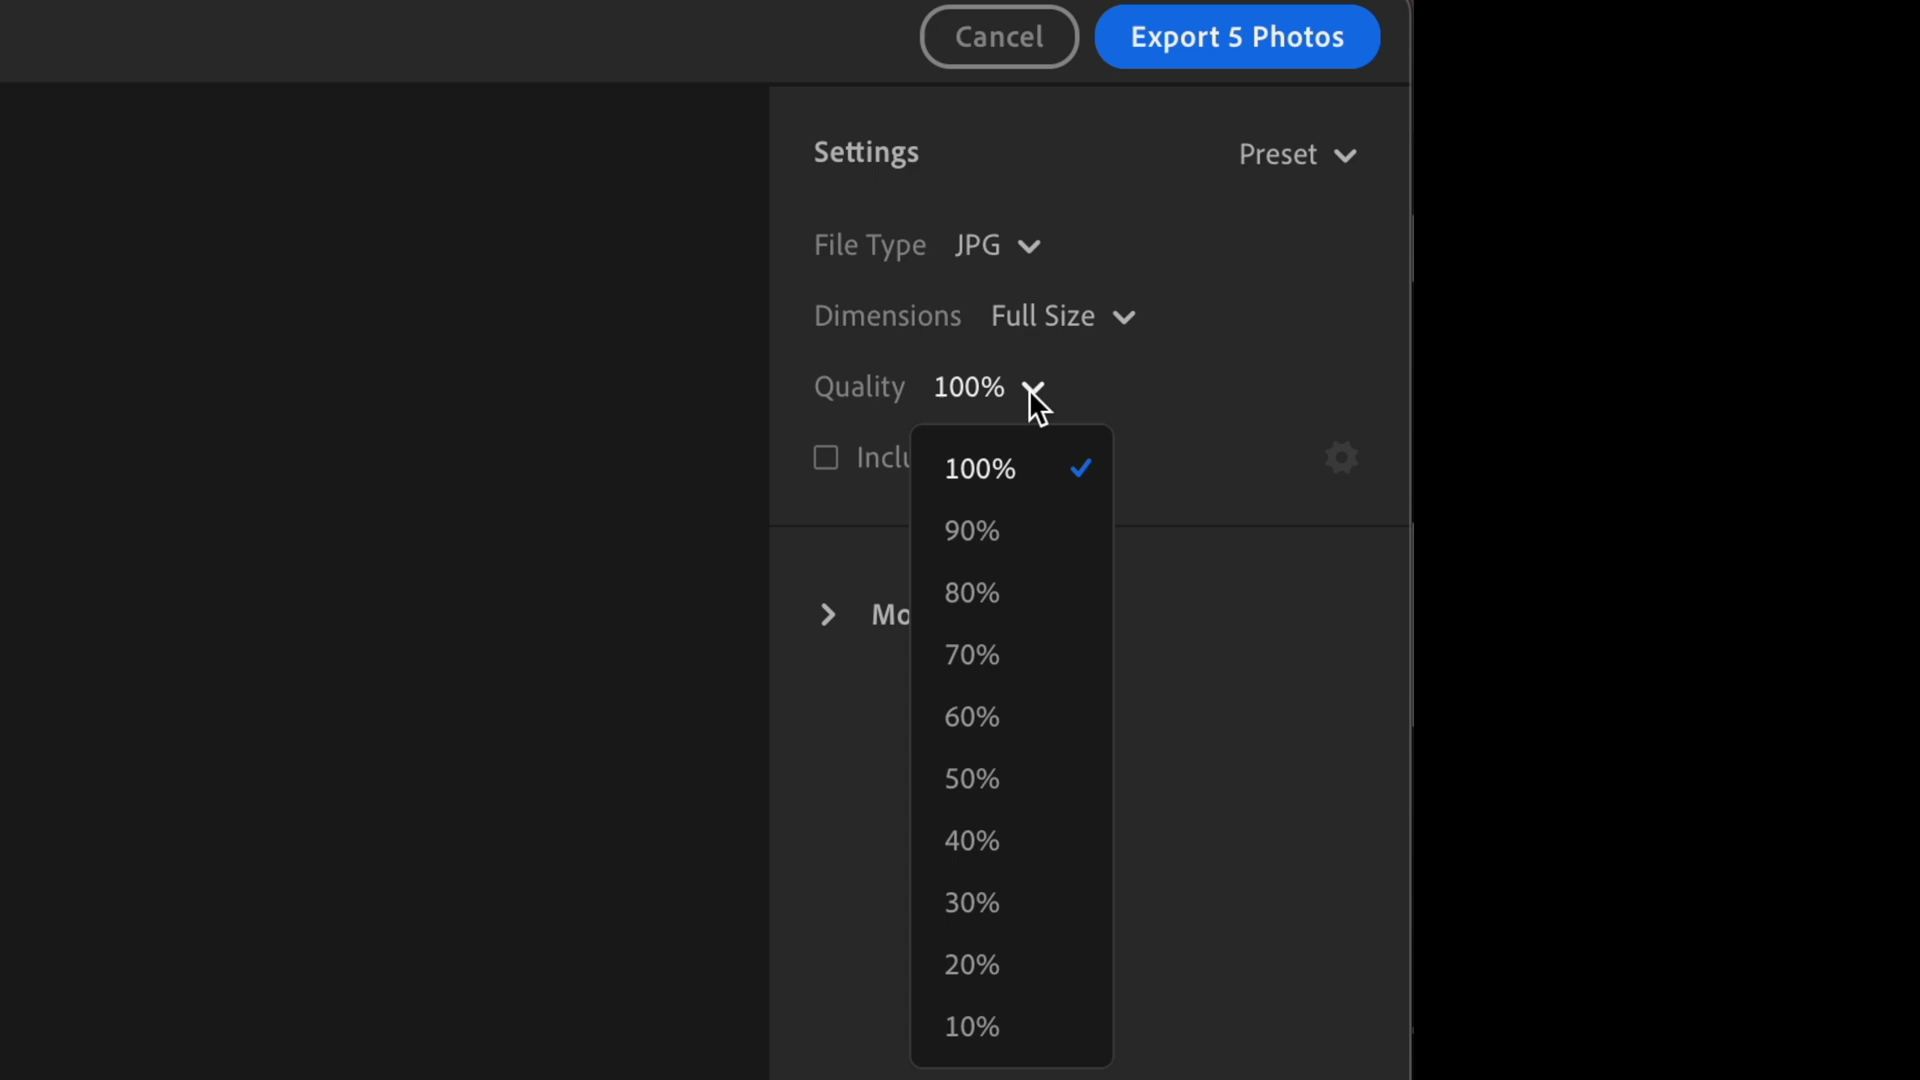 Cancel
Export 5 Photos
Settings
Preset
File Type JPG
Dimensions Full Size
Quality 100%
100%
90%
80%
70%
60%
50%
40%
30%
20%
10%